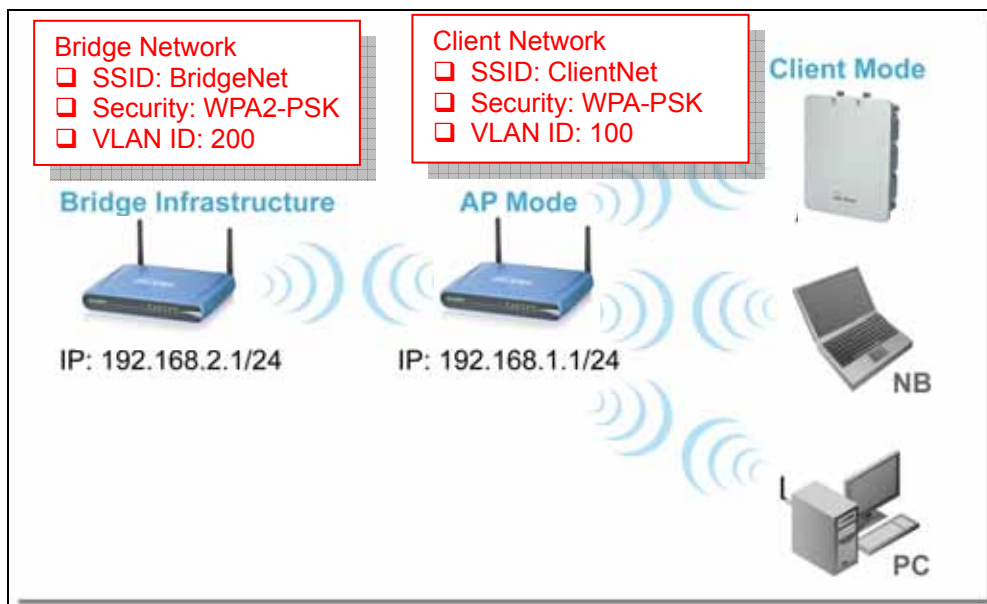 Bridge Network
❑ SSID: BridgeNet
❑ Security: WPA2-PSK
❑ VLAN ID: 200
Client Network
❑ SSID: ClientNet
❑ Security: WPA-PSK
❑ VLAN ID: 100
Client Mode
Bridge Infrastructure
AP Mode
IP: 192.168.2.1/24
IP: 192.168.1.1/24
NB
PC